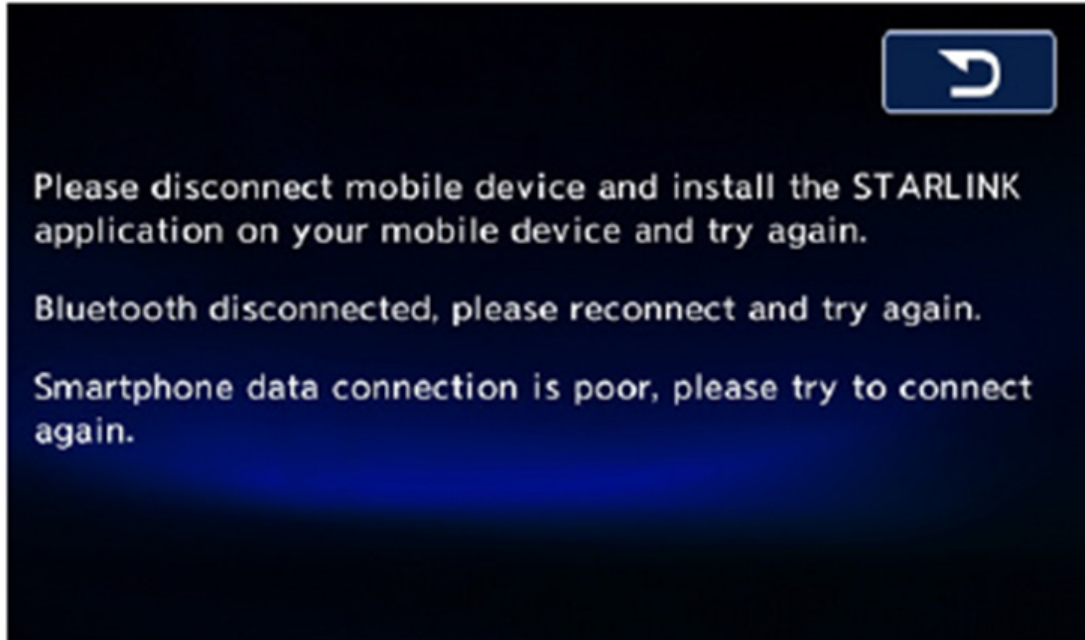 Please disconnect mobile device and install the STARLINK
application on your mobile device and try again.
Bluetooth disconnected, please reconnect and try again.
Smartphone data connection is poor, please try to connect
again.